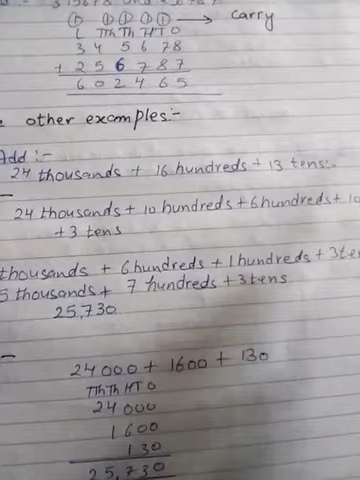 ① ①①①① → carry
L TTh Th H T O
3 4 5 6 7 8
+ 2 5 6 7 8 7
6 0 2 4 6 5
other examples:-
Add :-
24 thousands + 16 hundreds + 13 tens:-
24 thousands + 10 hundreds + 6 hundreds + 10
+ 3 tens
thousands + 6 hundreds + 1 hundreds + 3 ten
5 thousands + 7 hundreds + 3 tens
25,730
24000 + 1600 + 130
TTh Th H T O
24000
1600
130
25,730